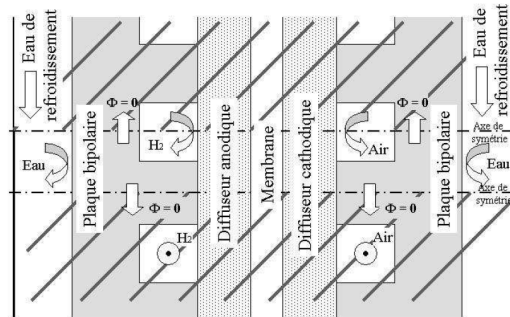 Eau de
refroidissement
Eau de
refroidissement
Φ = 0
Φ = 0
H2
Air
Axe de
symétrie
Eau
Eau
Axe de
symétrie
Plaque bipolaire
Diffuseur anodique
Membrane
Diffuseur cathodique
Plaque bipolaire
Φ = 0
Φ = 0
H2
Air